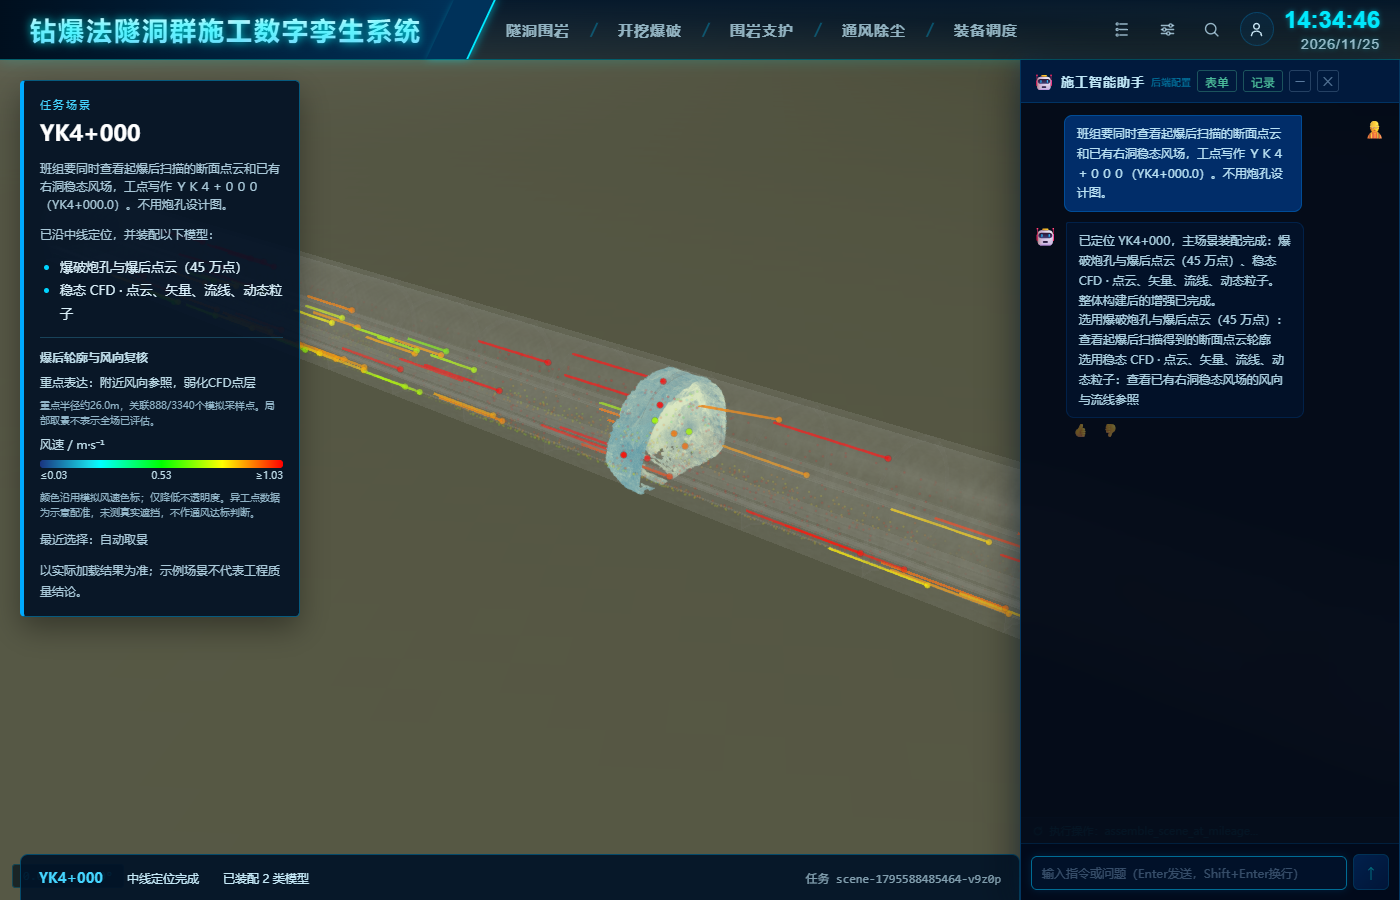 钻爆法隧洞群施工数字孪生系统
隧洞围岩 / 开挖爆破 / 围岩支护 / 通风除尘 / 装备调度
14:34:46
2026/11/25
任务场景
YK4+000
班组要同时查看起爆后扫描的断面点云和已有
右洞稳态风场，工点写作 ＹＫ４＋０００
（YK4+000.0）。不用炮孔设计图。
已沿中线定位，并装配以下模型：
爆破炮孔与爆后点云（45 万点）
稳态 CFD · 点云、矢量、流线、动态粒
子
爆后轮廓与风向复核
重点表达：附近风向参照，弱化CFD点层
重点半径约26.0m，关联888/3340个模拟采样点。局
部取景不表示全场已评估。
风速 / m·s⁻¹
≤0.03 0.53 ≥1.03
颜色沿用模拟风速色标；仅降低不透明度。异工点数据
为示意配准，未测真实遮挡，不作通风达标判断。
最近选择：自动取景
以实际加载结果为准；示例场景不代表工程质
量结论。
施工智能助手 后端配置 表单 记录
班组要同时查看起爆后扫描的断面点云
和已有右洞稳态风场，工点写作 ＹＫ４
＋０００（YK4+000.0）。不用炮孔设
计图。
已定位 YK4+000，主场景装配完成：爆
破炮孔与爆后点云（45 万点）、稳态
CFD · 点云、矢量、流线、动态粒子。
整体构建后的增强已完成。
选用爆破炮孔与爆后点云（45 万点）：
查看起爆后扫描得到的断面点云轮廓
选用稳态 CFD · 点云、矢量、流线、动
态粒子：查看已有右洞稳态风场的风向
与流线参照
输入指令或问题（Enter发送，Shift+Enter换行）
YK4+000 中线定位完成 已装配 2 类模型
任务 scene-1795588485464-v9z0p